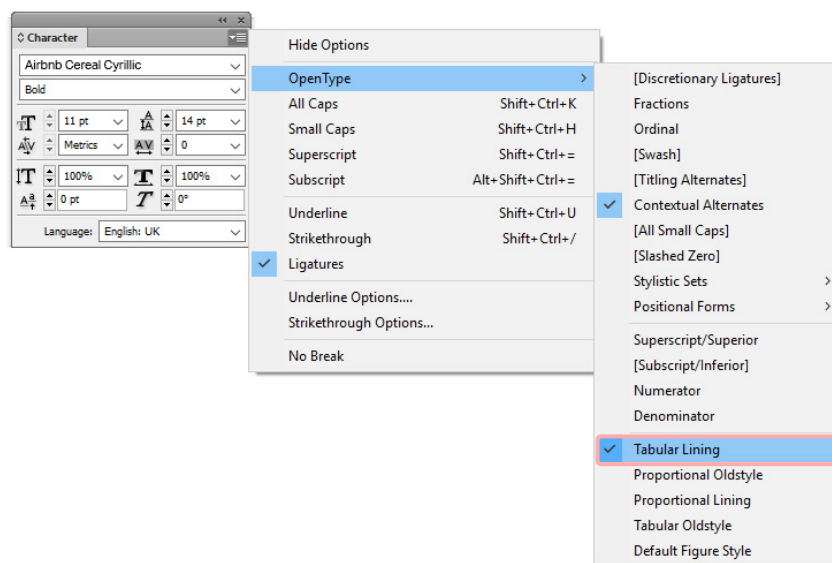 Character
Airbnb Cereal Cyrillic
Bold
11 pt
14 pt
Metrics
0
100%
100%
0 pt
0°
Language: English: UK
Hide Options
OpenType
All Caps Shift+Ctrl+K
Small Caps Shift+Ctrl+H
Superscript Shift+Ctrl+=
Subscript Alt+Shift+Ctrl+=
Underline Shift+Ctrl+U
Strikethrough Shift+Ctrl+/
Ligatures
Underline Options....
Strikethrough Options...
No Break
[Discretionary Ligatures]
Fractions
Ordinal
[Swash]
[Titling Alternates]
Contextual Alternates
[All Small Caps]
[Slashed Zero]
Stylistic Sets
Positional Forms
Superscript/Superior
[Subscript/Inferior]
Numerator
Denominator
Tabular Lining
Proportional Oldstyle
Proportional Lining
Tabular Oldstyle
Default Figure Style